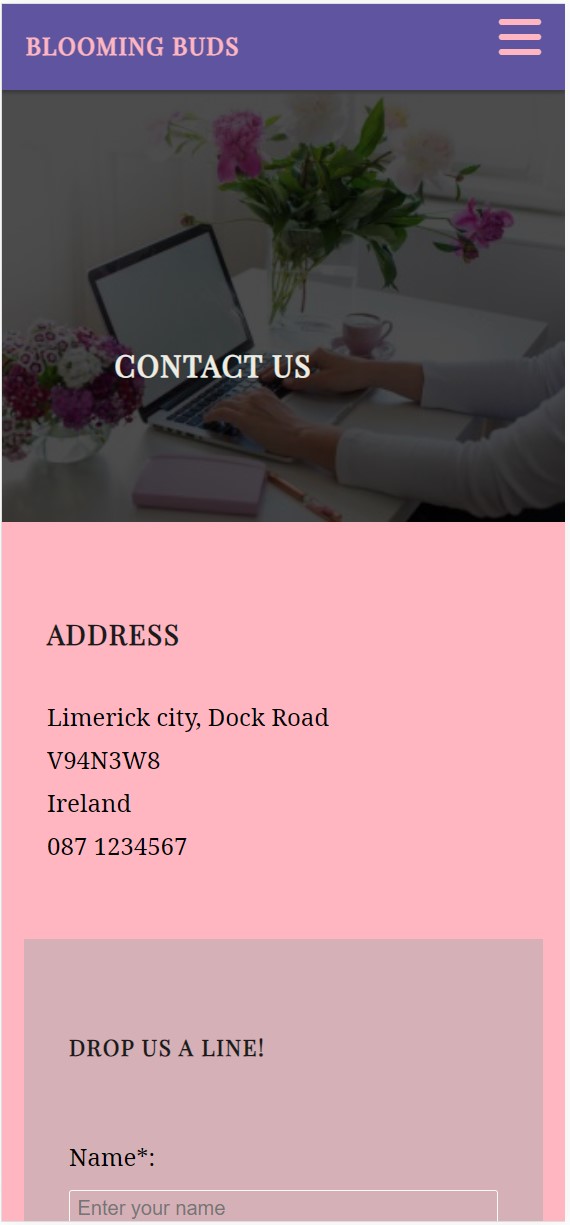 BLOOMING BUDS
CONTACT US
ADDRESS
Limerick city, Dock Road
V94N3W8
Ireland
087 1234567
DROP US A LINE!
Name*:
Enter your name